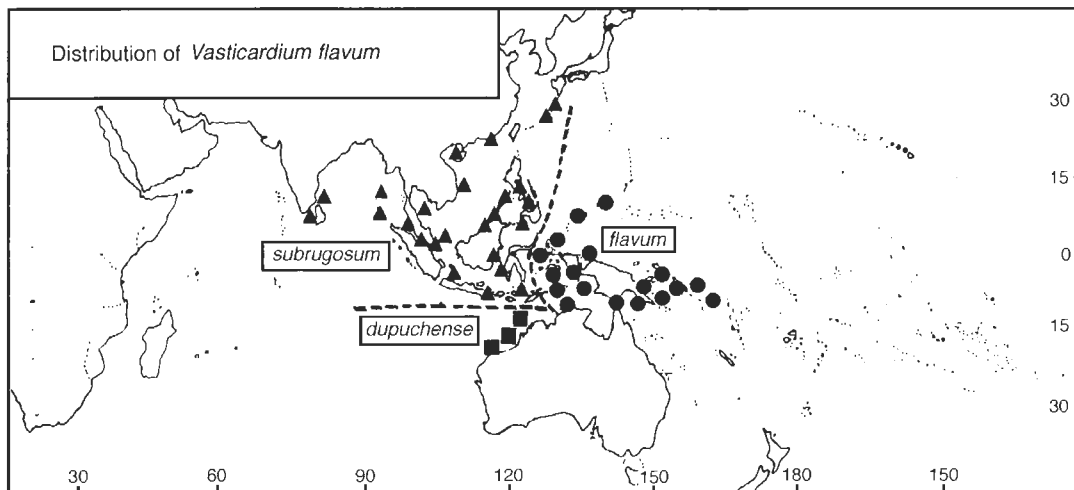 Distribution of Vasticardium flavum
30
15
0
15
30
subrugosum
flavum
dupuchense
30 60 90 120 150 180 150